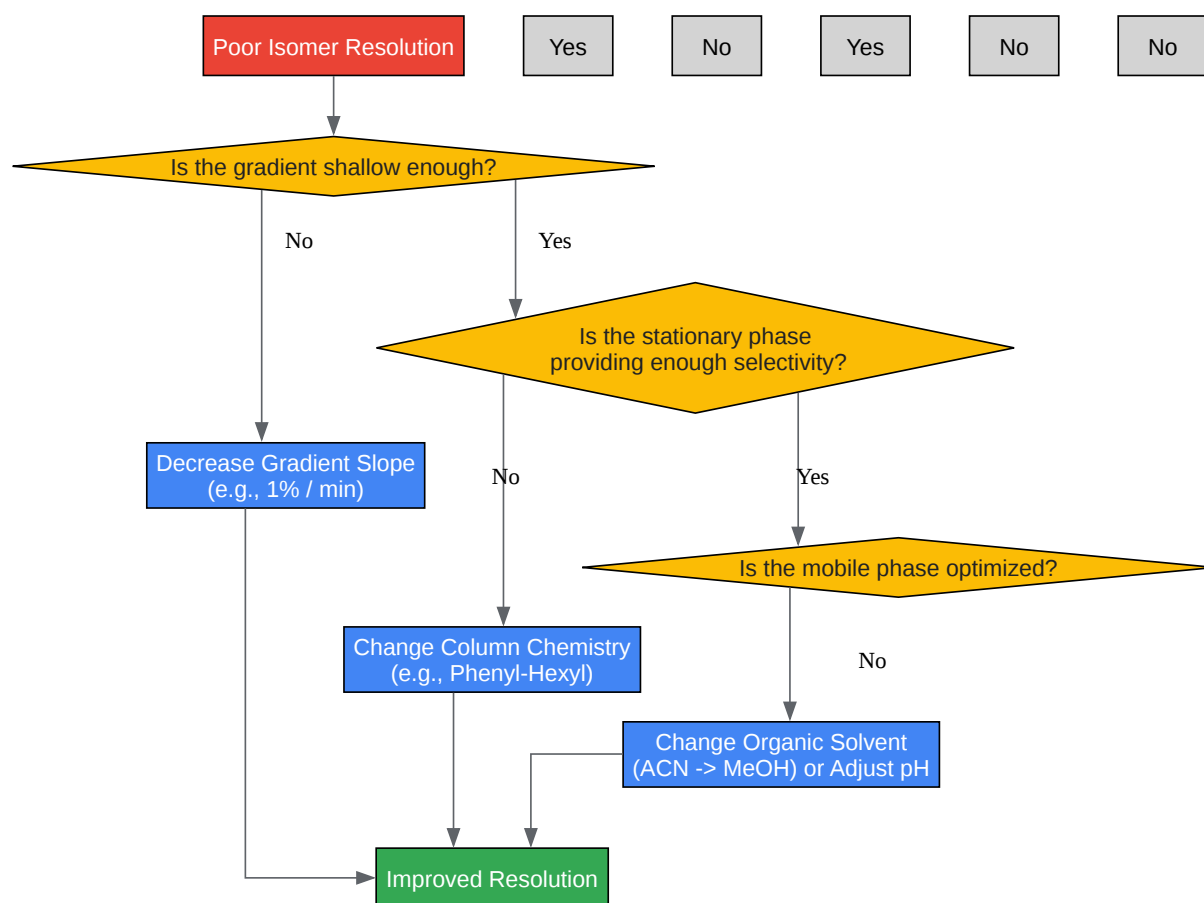 Poor Isomer Resolution
Yes
No
Yes
No
No
Is the gradient shallow enough?
No
Yes
Is the stationary phase
providing enough selectivity?
Decrease Gradient Slope
(e.g., 1% / min)
No
Yes
Is the mobile phase optimized?
Change Column Chemistry
(e.g., Phenyl-Hexyl)
No
Change Organic Solvent
(ACN -> MeOH) or Adjust pH
Improved Resolution